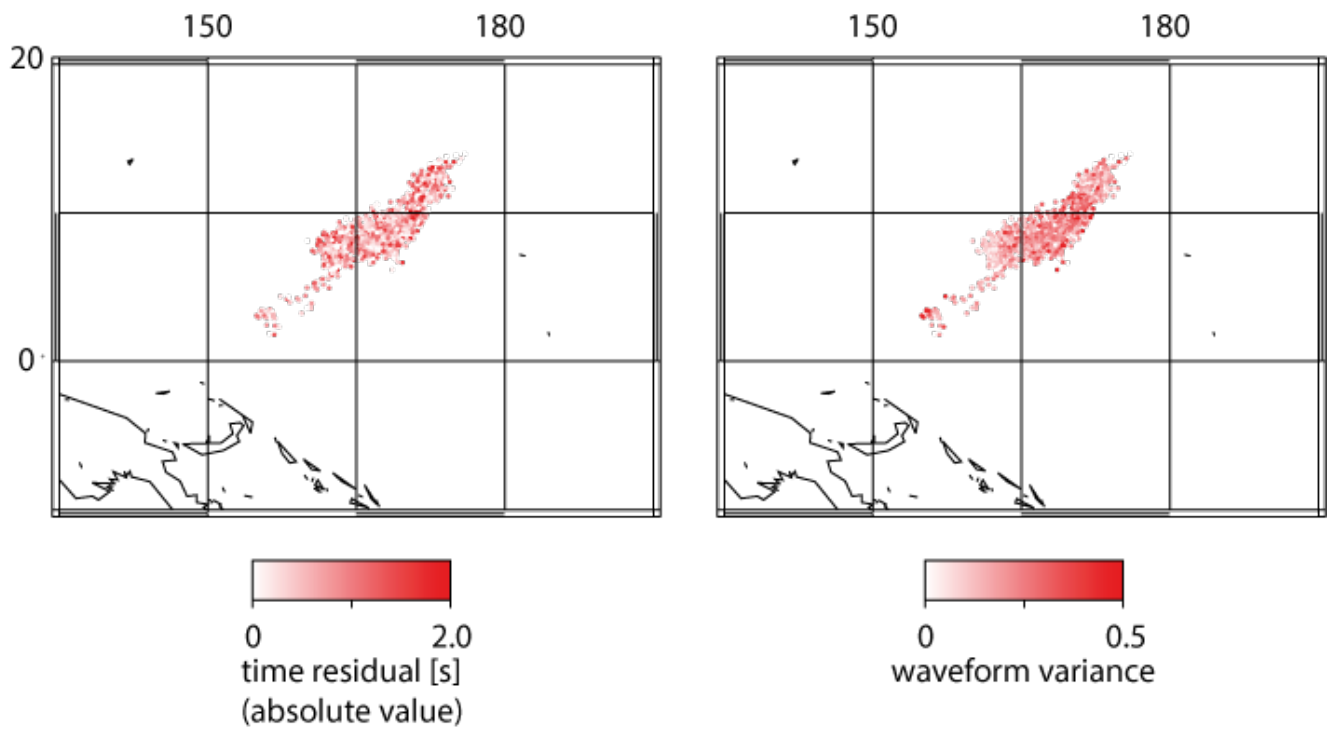 150 180 150 180
20
0
0 2.0 0 0.5
time residual [s] waveform variance
(absolute value)